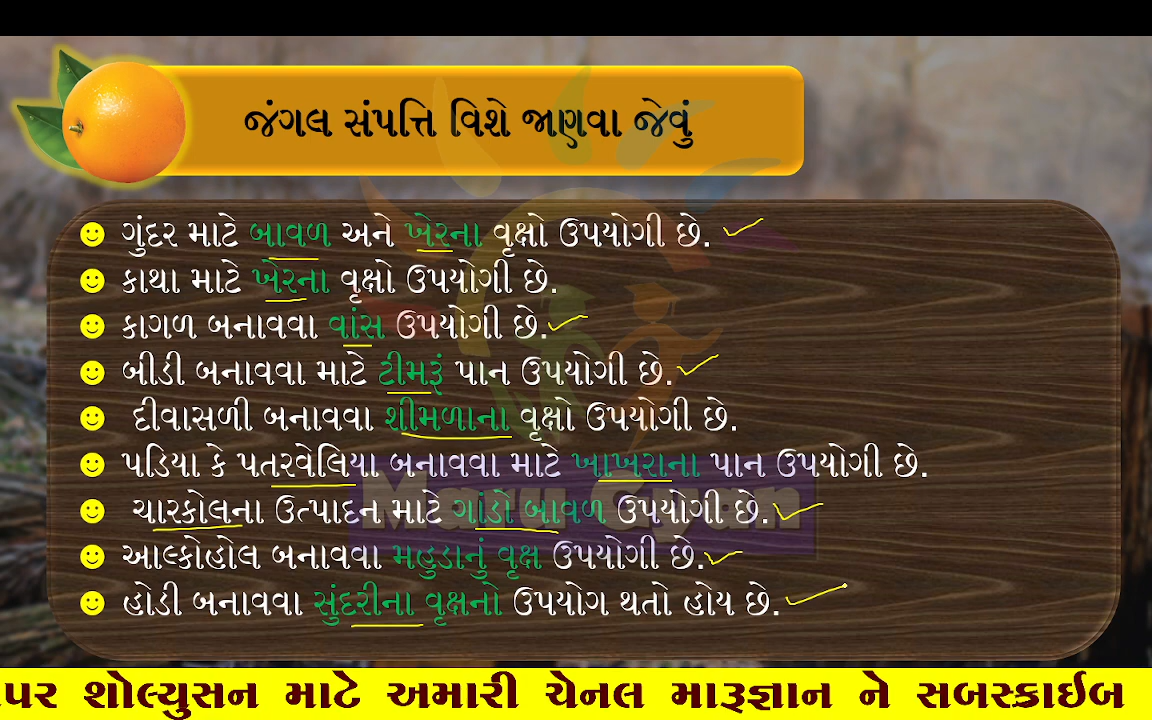 જંગલ સંપત્તિ વિશે જાણવા જેવું
ગુંદર માટે બાવળ અને ખેરના વૃક્ષો ઉપયોગી છે.
કાથા માટે ખેરના વૃક્ષો ઉપયોગી છે.
કાગળ બનાવવા વાંસ ઉપયોગી છે.
બીડી બનાવવા માટે ટીમરૂં પાન ઉપયોગી છે.
દીવાસળી બનાવવા શીમળાના વૃક્ષો ઉપયોગી છે.
પડિયા કે પતરવેલિયા બનાવવા માટે ખાખરાના પાન ઉપયોગી છે.
ચારકોલના ઉત્પાદન માટે ગાંડો બાવળ ઉપયોગી છે.
Maru Gyan
આલ્કોહોલ બનાવવા મહુડાનું વૃક્ષ ઉપયોગી છે.
હોડી બનાવવા સુંદરીના વૃક્ષનો ઉપયોગ થતો હોય છે.
પર શોલ્યુસન માટે અમારી ચેનલ મારૂજ્ઞાન ને સબસ્ક્રાઈબ